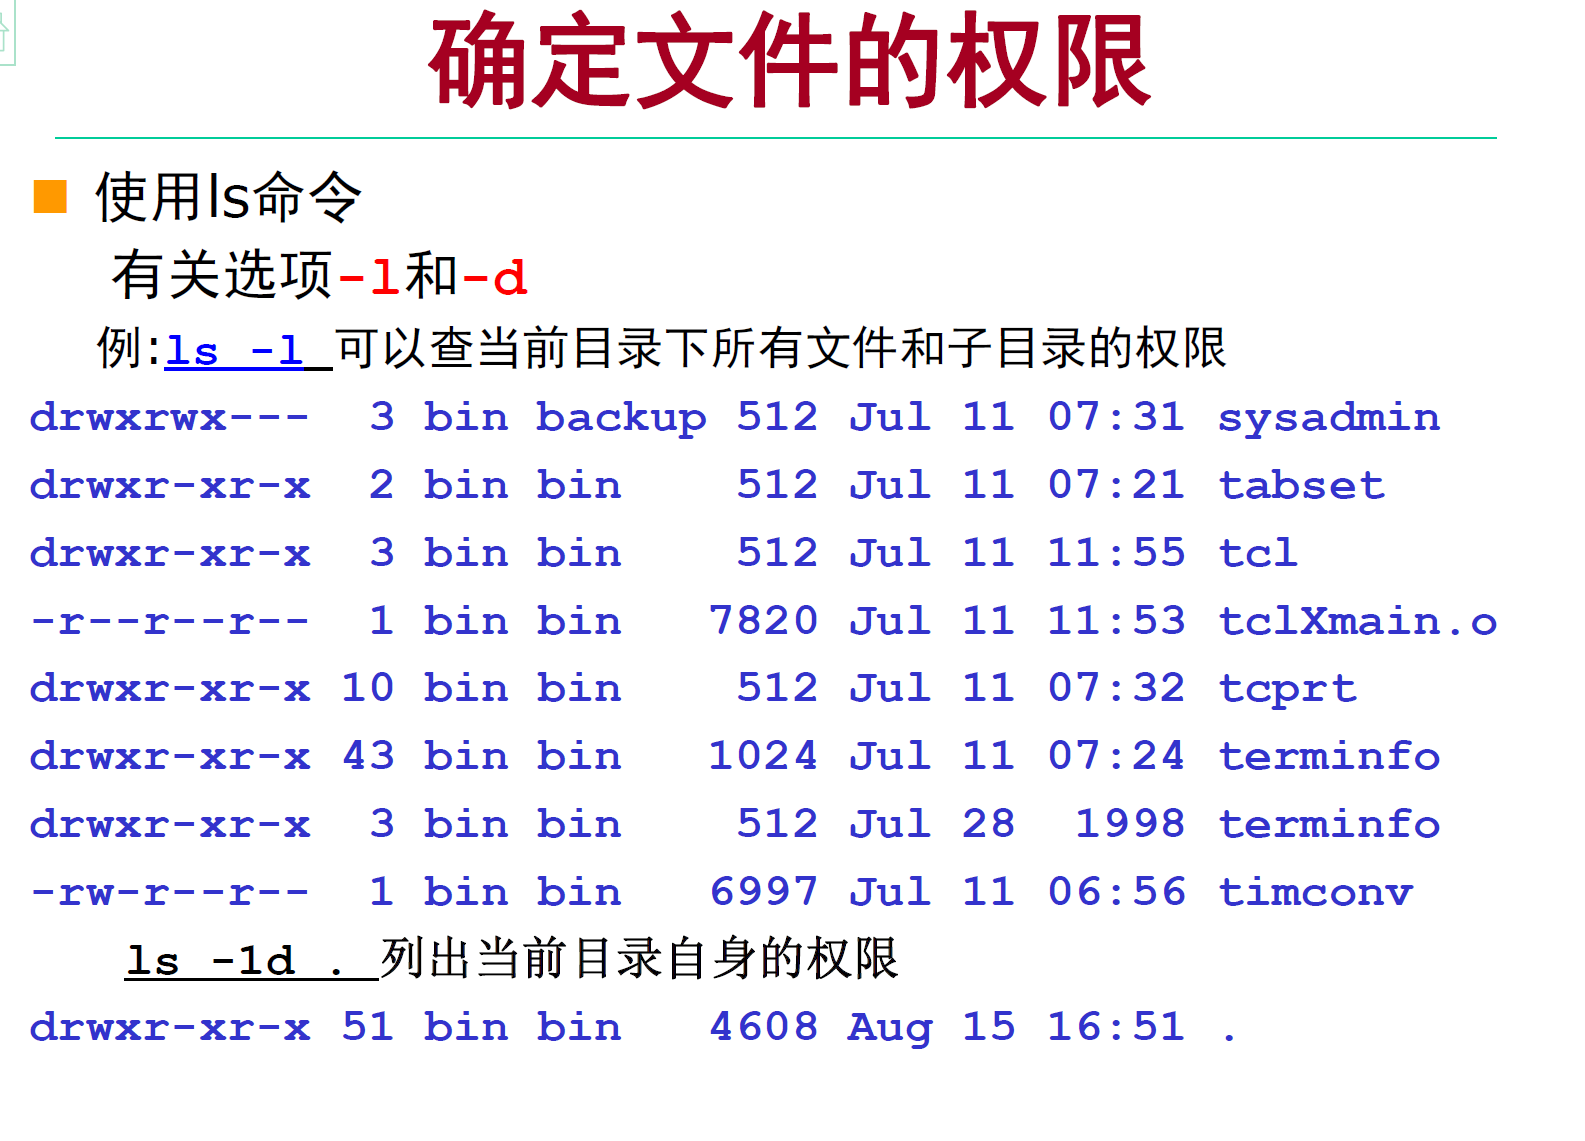 确定文件的权限
使用ls命令
有关选项-l和-d
例:ls -l 可以查当前目录下所有文件和子目录的权限
drwxrwx---  3 bin backup 512 Jul 11 07:31 sysadmin
drwxr-xr-x  2 bin bin    512 Jul 11 07:21 tabset
drwxr-xr-x  3 bin bin    512 Jul 11 11:55 tcl
-r--r--r--  1 bin bin   7820 Jul 11 11:53 tclXmain.o
drwxr-xr-x 10 bin bin    512 Jul 11 07:32 tcprt
drwxr-xr-x 43 bin bin   1024 Jul 11 07:24 terminfo
drwxr-xr-x  3 bin bin    512 Jul 28  1998 terminfo
-rw-r--r--  1 bin bin   6997 Jul 11 06:56 timconv
ls -1d . 列出当前目录自身的权限
drwxr-xr-x 51 bin bin   4608 Aug 15 16:51 .